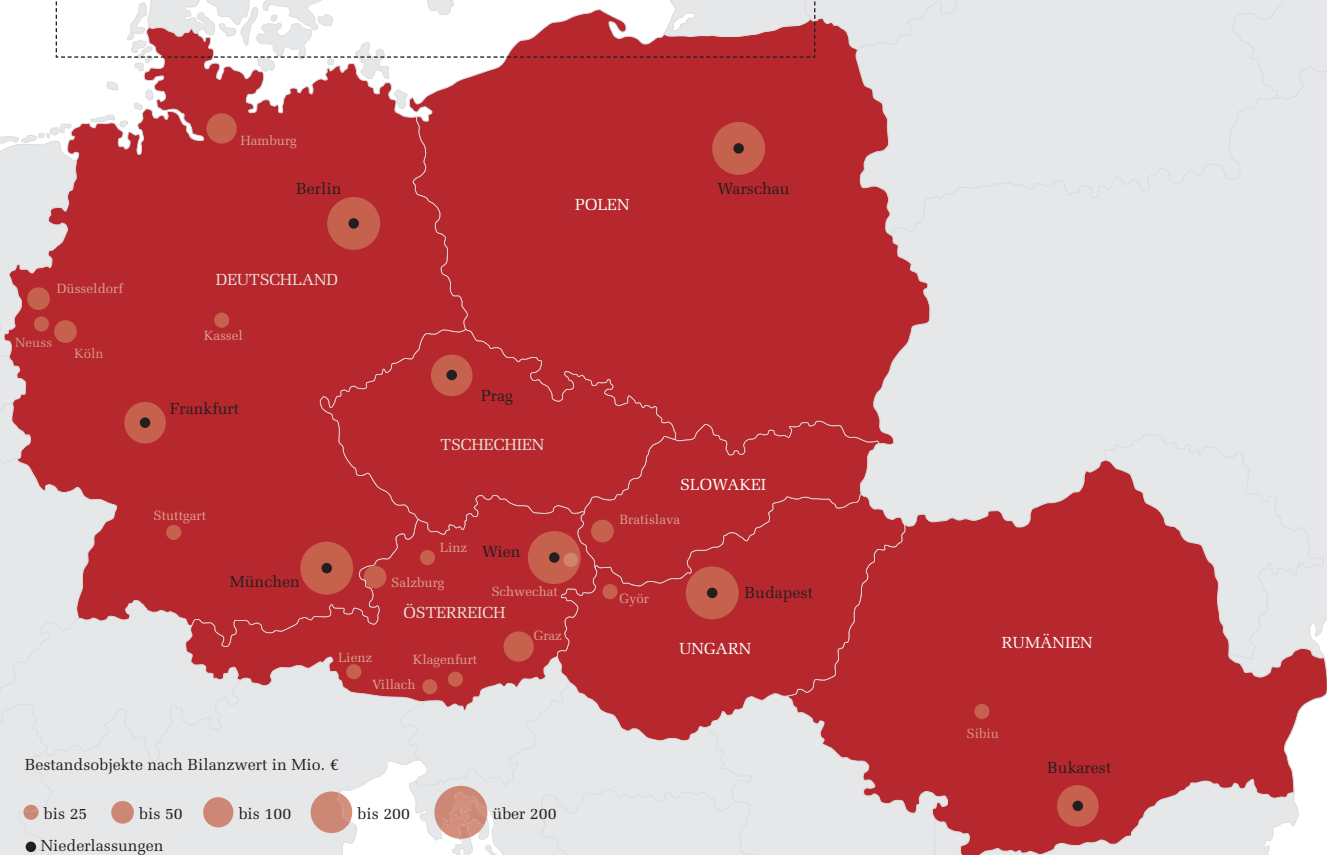 Hamburg
Berlin
Warschau
POLEN
DEUTSCHLAND
Düsseldorf
Neuss
Köln
Kassel
Prag
Frankfurt
TSCHECHIEN
SLOWAKEI
Stuttgart
Bratislava
Linz
Wien
München
Salzburg
Schwechat
Györ
Budapest
ÖSTERREICH
Graz
UNGARN
RUMÄNIEN
Lienz
Klagenfurt
Villach
Sibiu
Bukarest
Bestandsobjekte nach Bilanzwert in Mio. €
bis 25 bis 50 bis 100 bis 200 über 200
Niederlassungen